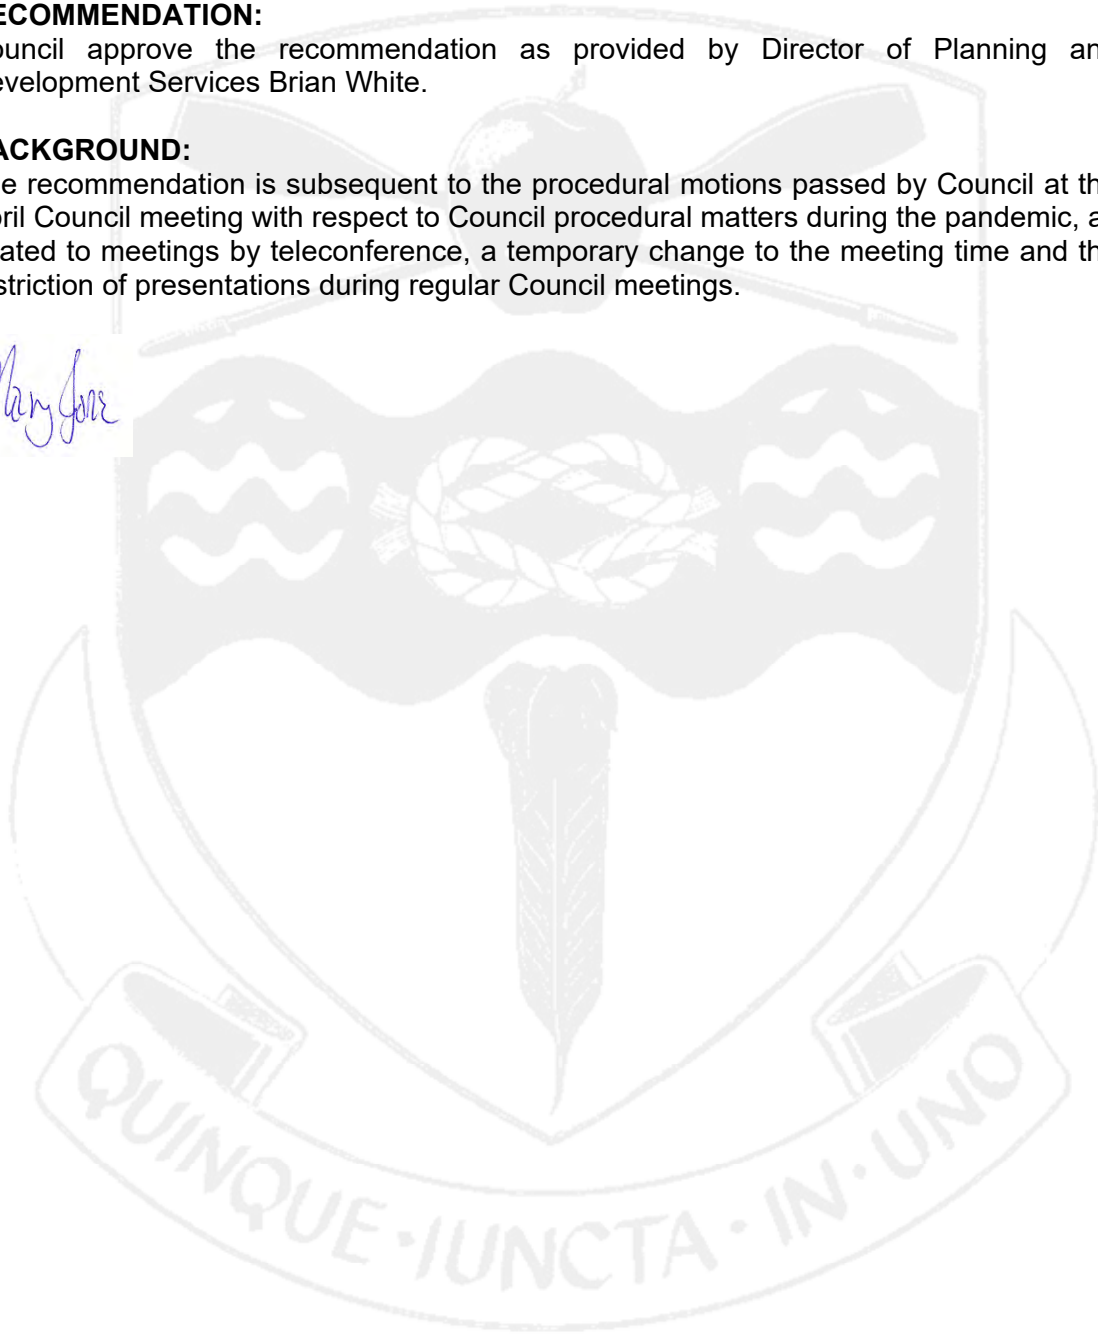 ECOMMENDATION:
ouncil approve the recommendation as provided by Director of Planning an
evelopment Services Brian White.
ACKGROUND:
e recommendation is subsequent to the procedural motions passed by Council at th
pril Council meeting with respect to Council procedural matters during the pandemic, a
ated to meetings by teleconference, a temporary change to the meeting time and th
striction of presentations during regular Council meetings.
Mary Jane
QUINQUE · IUNCTA · IN · UNO